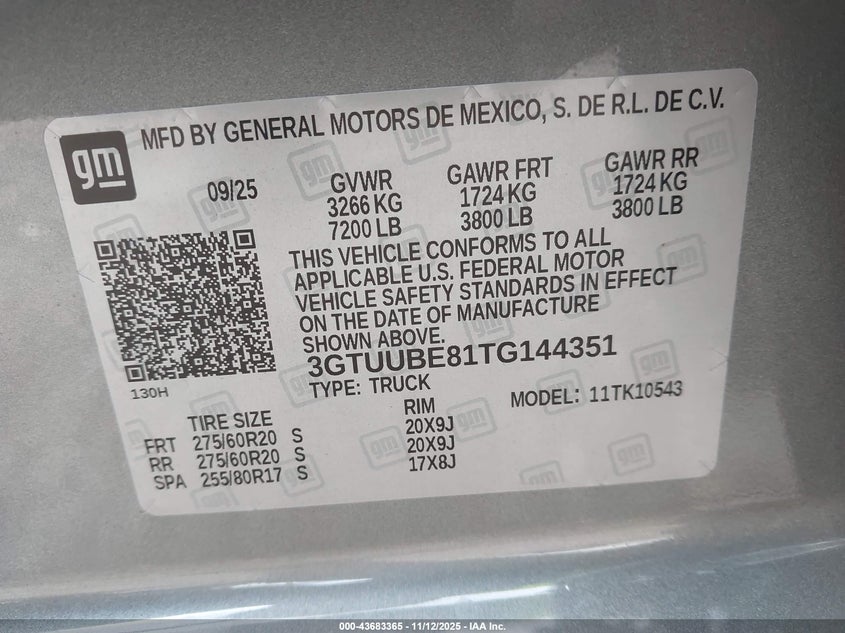 gm
MFD BY GENERAL MOTORS DE MEXICO, S. DE R.L. DE C.V.
09/25
GVWR GAWR FRT GAWR RR
3266 KG 1724 KG 1724 KG
7200 LB 3800 LB 3800 LB
THIS VEHICLE CONFORMS TO ALL
APPLICABLE U.S. FEDERAL MOTOR
VEHICLE SAFETY STANDARDS IN EFFECT
ON THE DATE OF MANUFACTURE
SHOWN ABOVE.
3GTUUBE81TG144351
130H
TYPE: TRUCK
MODEL: 11TK10543
TIRE SIZE RIM
FRT 275/60R20 S 20X9J
RR 275/60R20 S 20X9J
SPA 255/80R17 S 17X8J
000-43683365 - 11/12/2025 - IAA Inc.